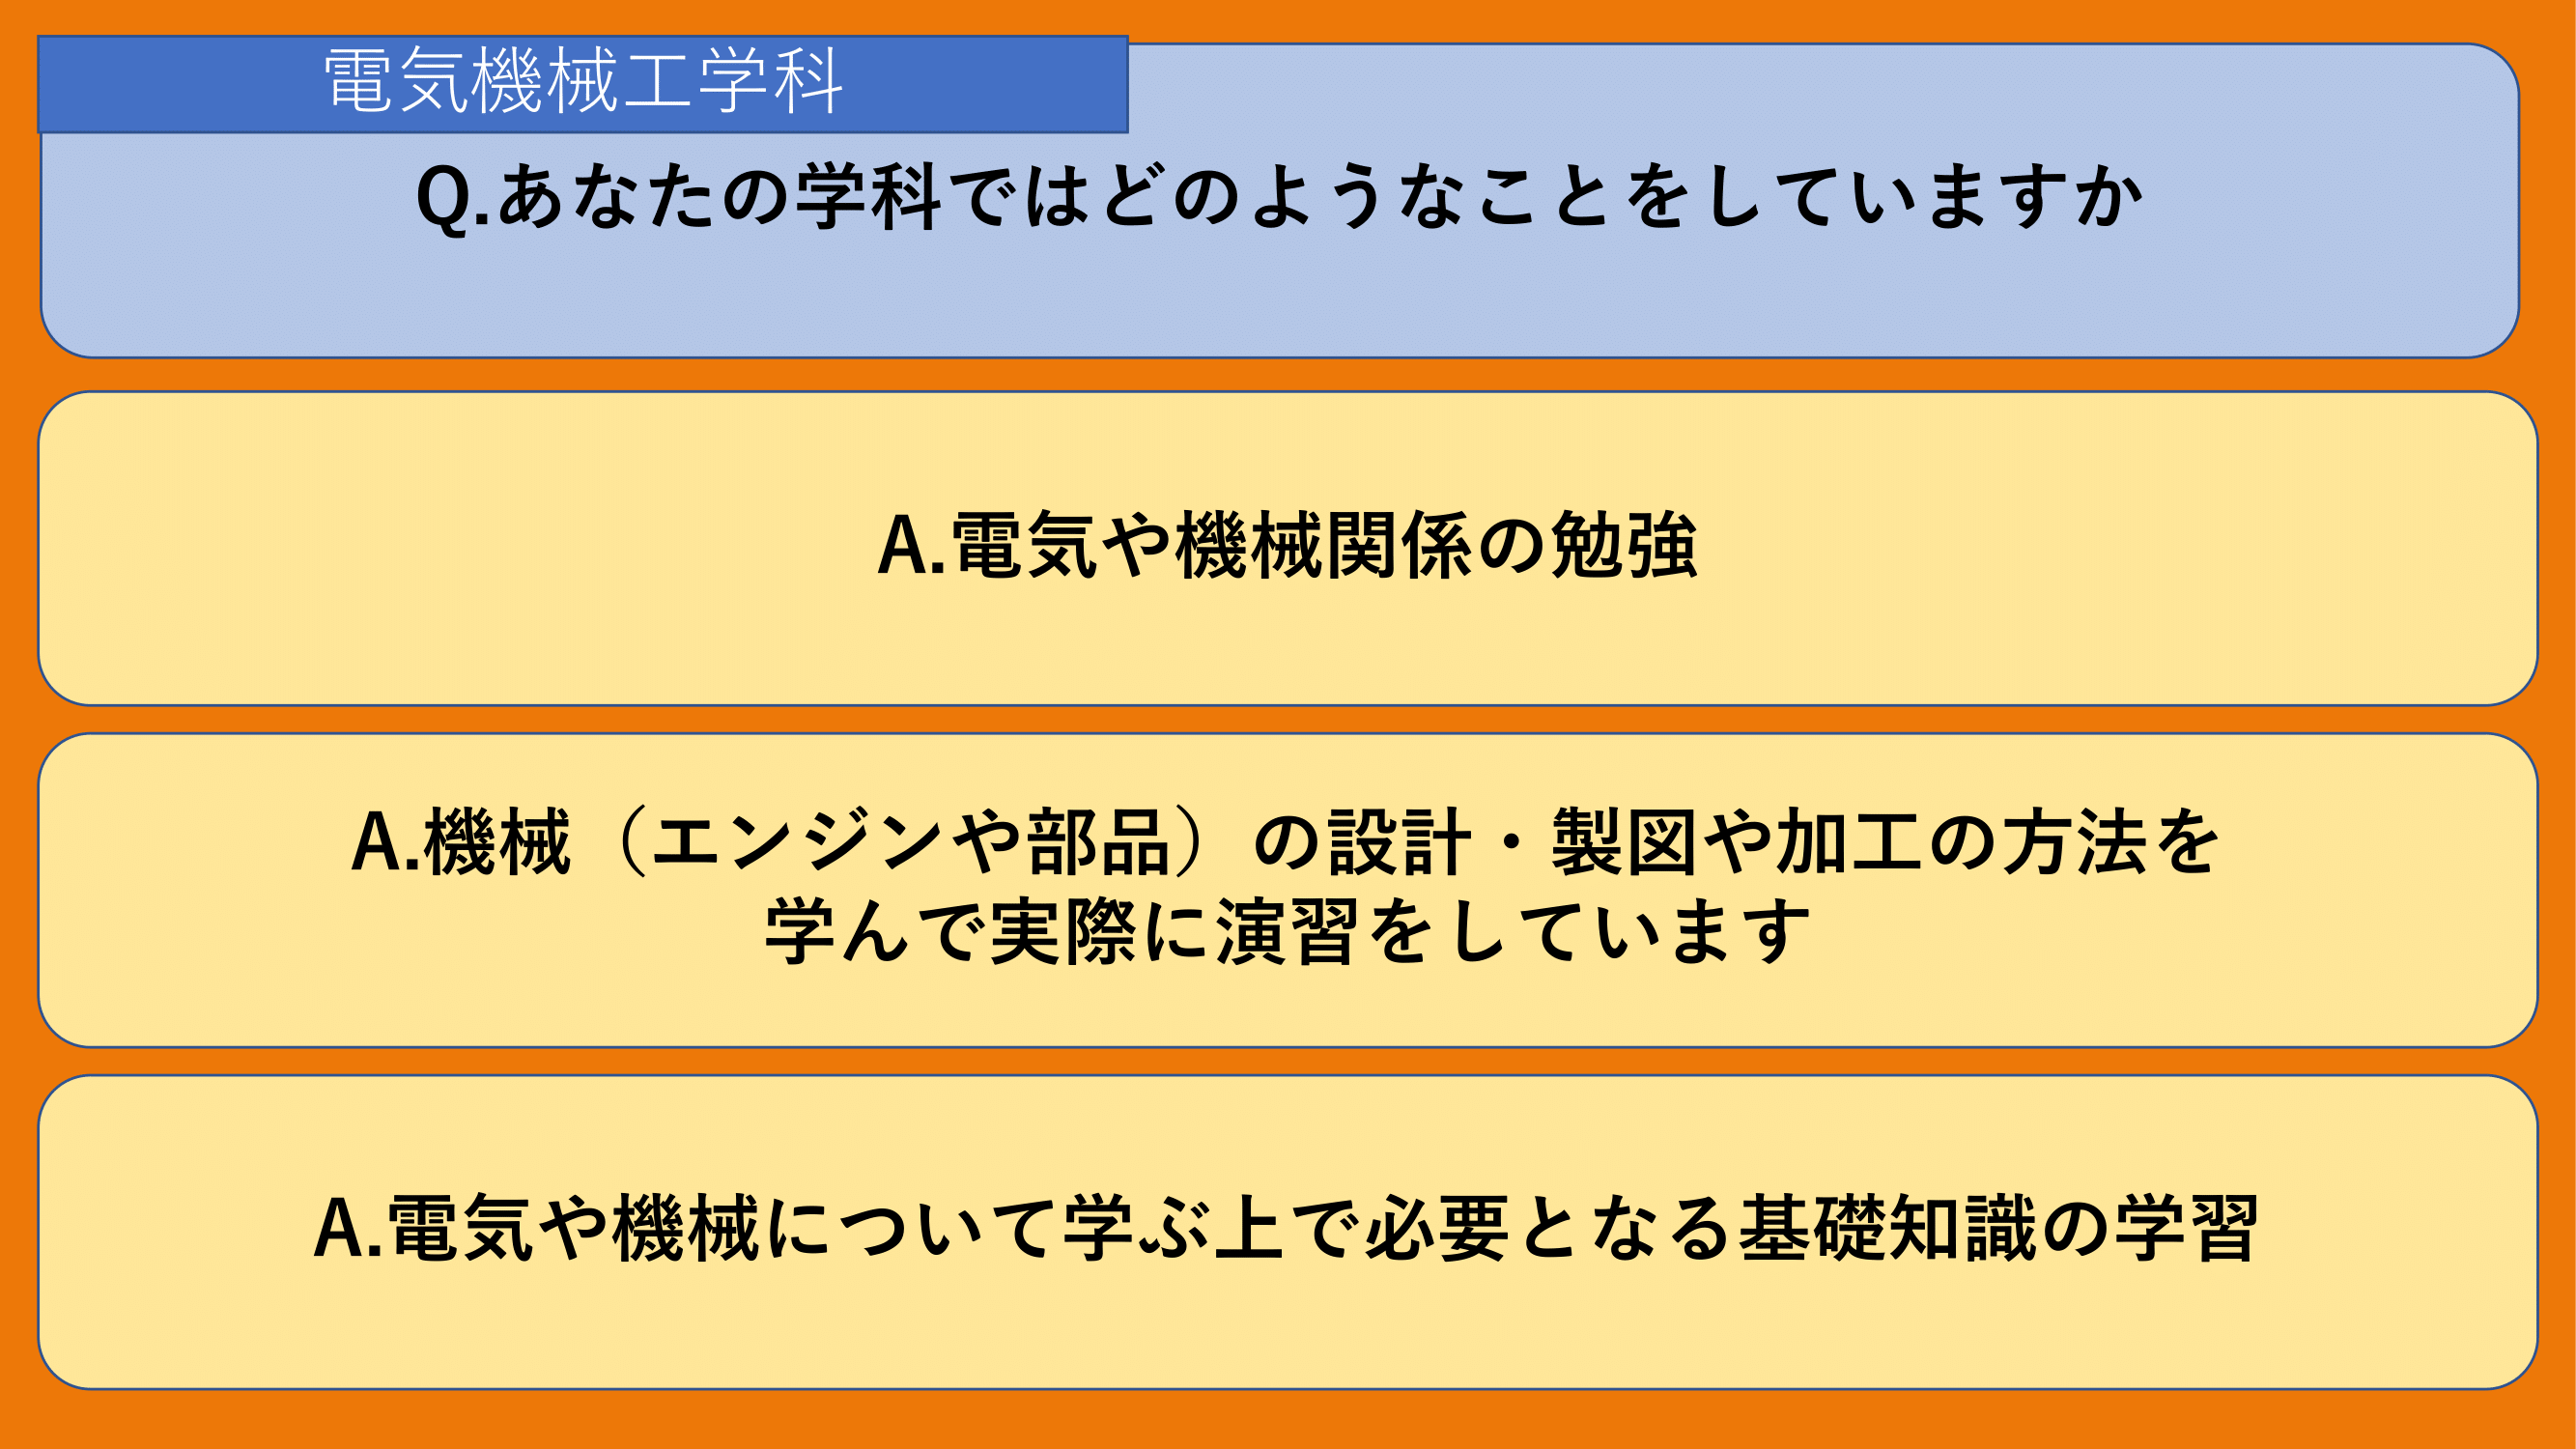 電気機械工学科
Q.あなたの学科ではどのようなことをしていますか
A.電気や機械関係の勉強
A.機械（エンジンや部品）の設計・製図や加工の方法を
学んで実際に演習をしています
A.電気や機械について学ぶ上で必要となる基礎知識の学習